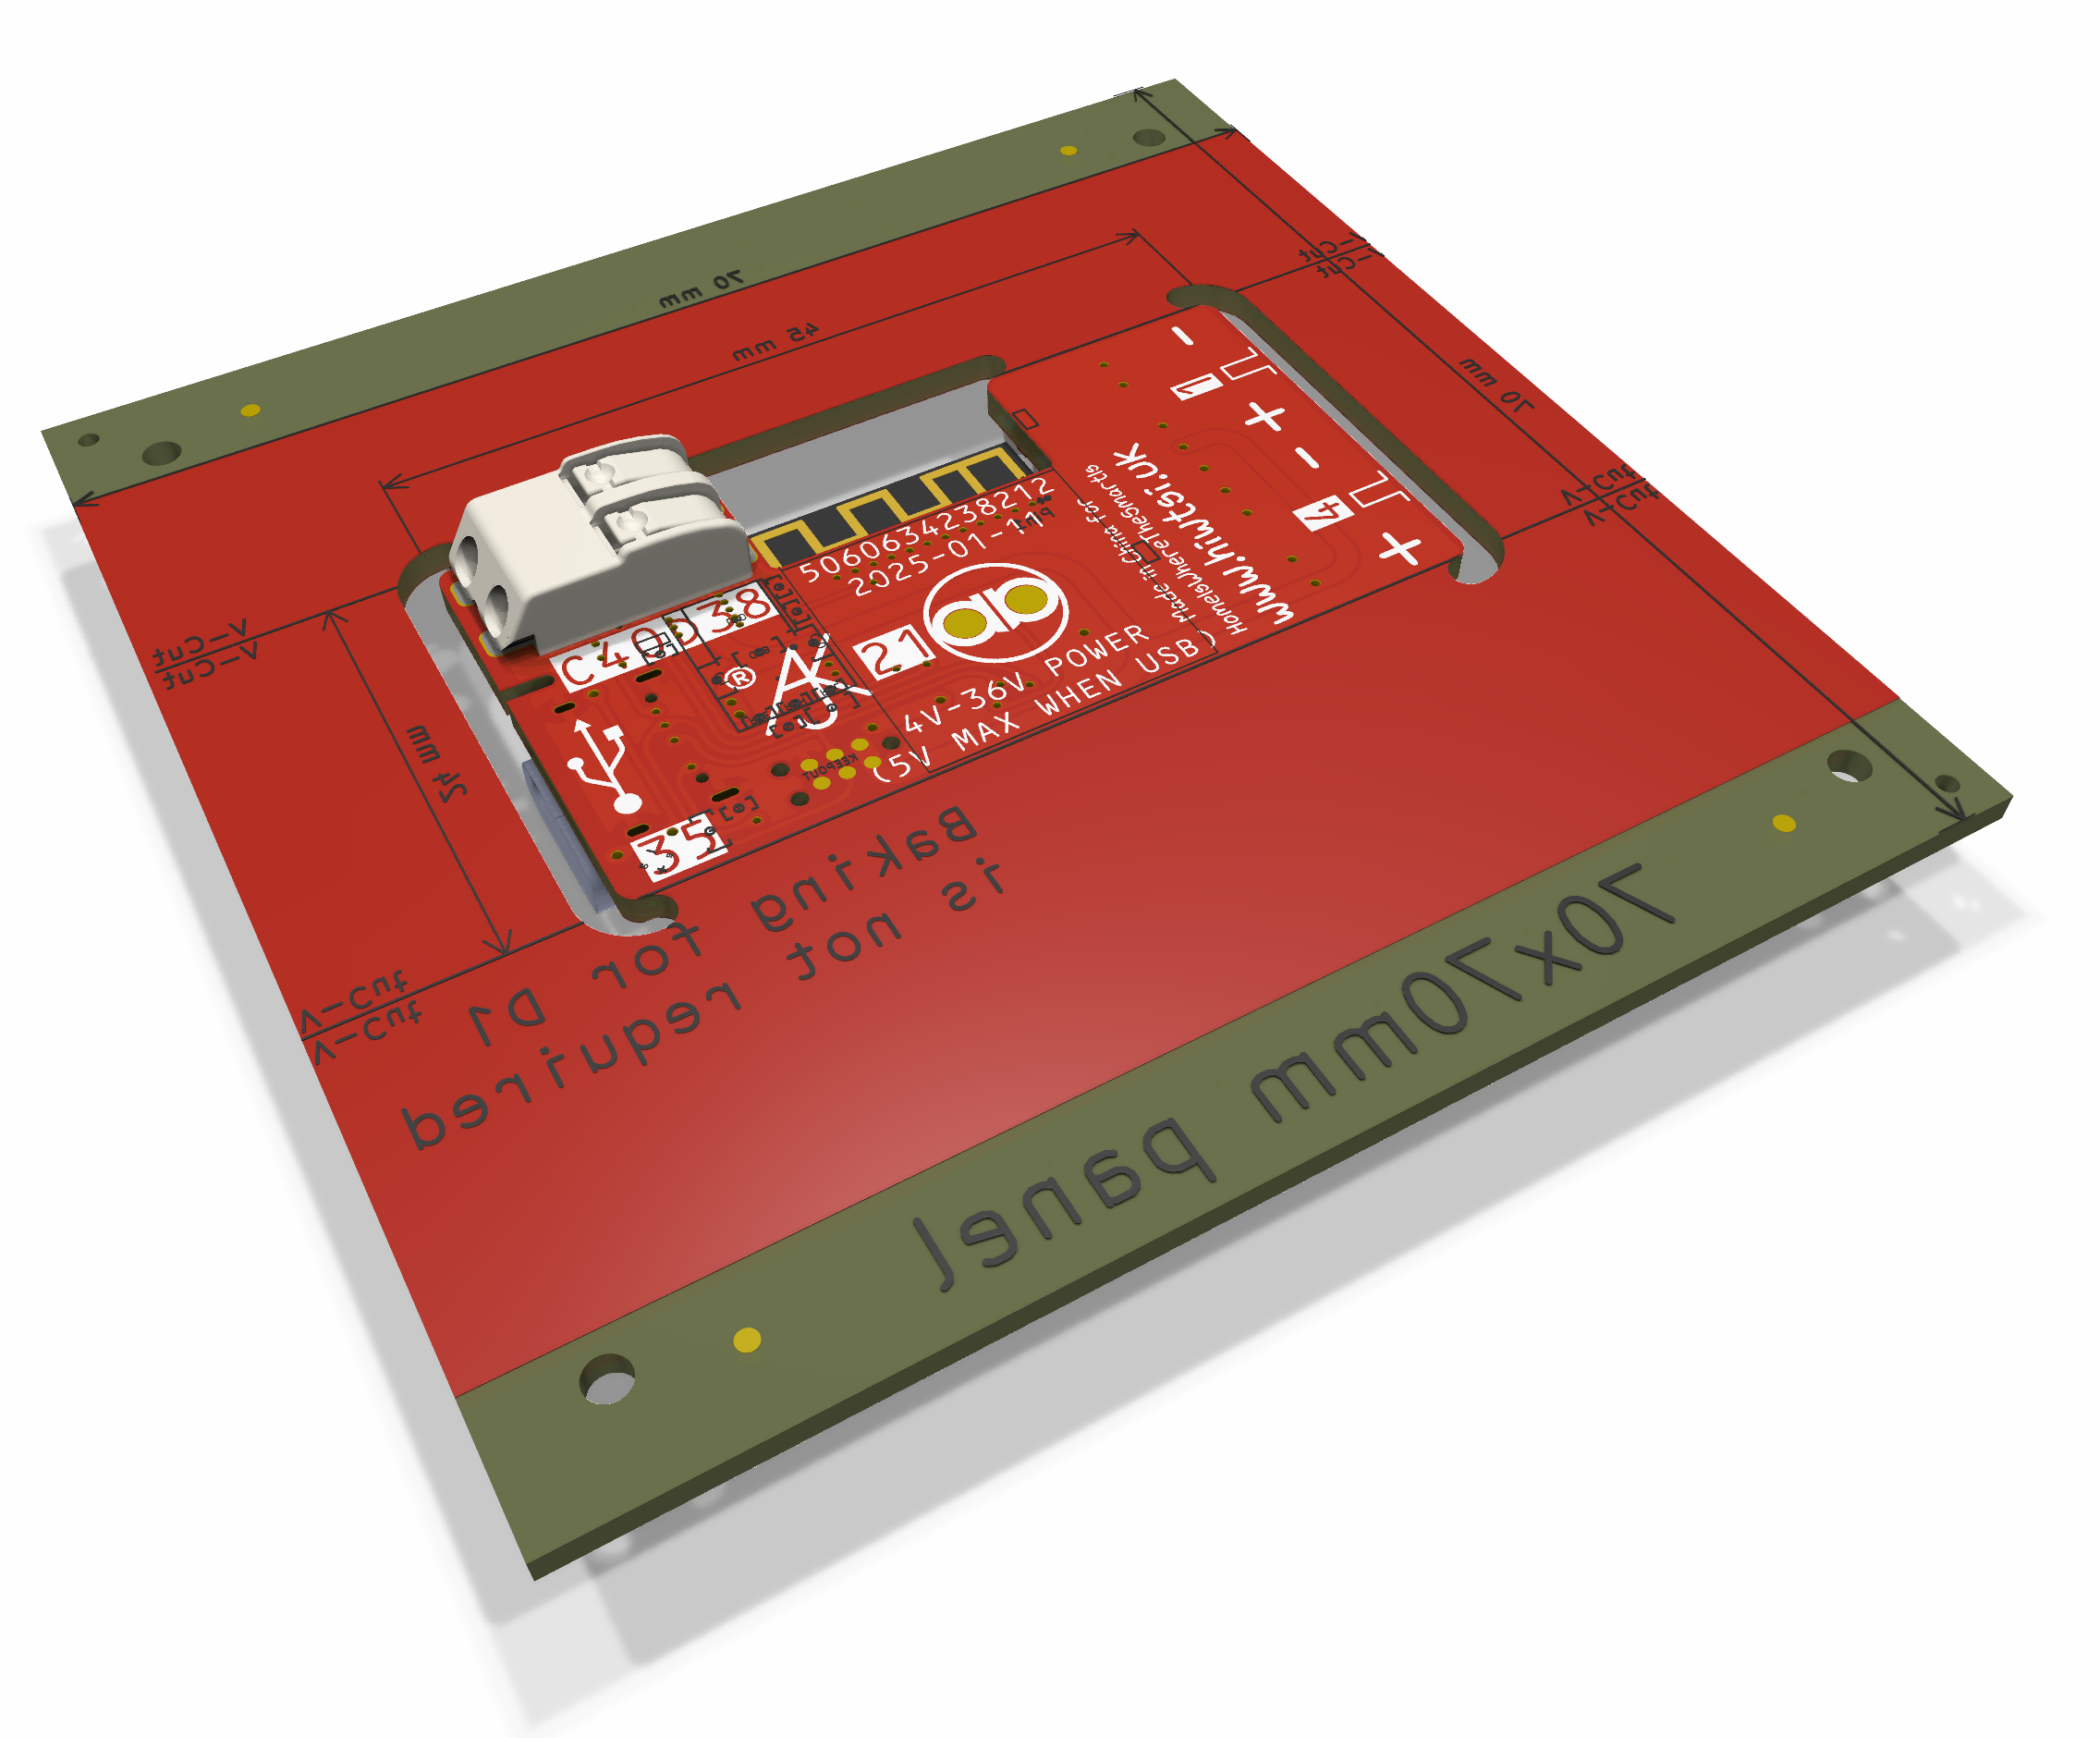 70 mm
45 mm
V-Cut
V-Cut
70 mm
V-Cut
V-Cut
V-Cut
V-Cut
24 mm
V-Cut
V-Cut
-
1
+
-
4
+
www.hiwtsi.uk
HomeIsWhereTheSmartIs
Made in China For
5060634238212
2025-01-11
C40
38
®
A
21
4V-36V POWER
(5V MAX WHEN USB)
KEEPOUT
35
Baking for D1
is not required
70x70mm panel